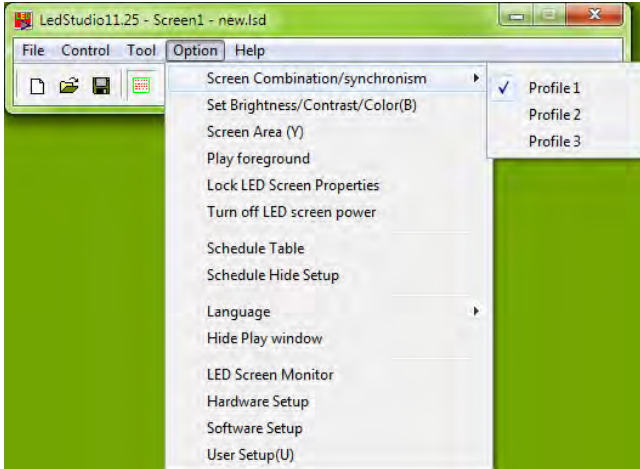 LedStudio11.25 - Screen1 - new.lsd
File Control Tool Option Help
Screen Combination/synchronism
Profile 1
Set Brightness/Contrast/Color(B)
Profile 2
Screen Area (Y)
Profile 3
Play foreground
Lock LED Screen Properties
Turn off LED screen power
Schedule Table
Schedule Hide Setup
Language
Hide Play window
LED Screen Monitor
Hardware Setup
Software Setup
User Setup(U)